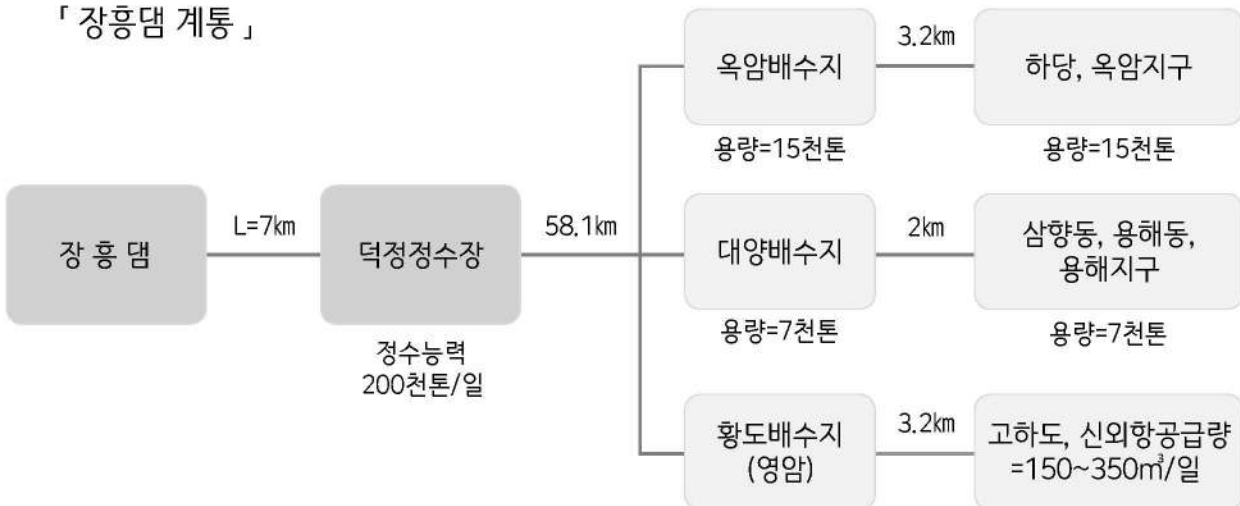 「 장흥댐 계통 」
장 흥 댐
L=7㎞
덕정정수장
정수능력
200천톤/일
58.1㎞
옥암배수지
용량=15천톤
3.2㎞
하당, 옥암지구
용량=15천톤
대양배수지
용량=7천톤
2㎞
삼향동, 용해동,
용해지구
용량=7천톤
황도배수지
(영암)
3.2㎞
고하도, 신외항공급량
=150~350㎥/일